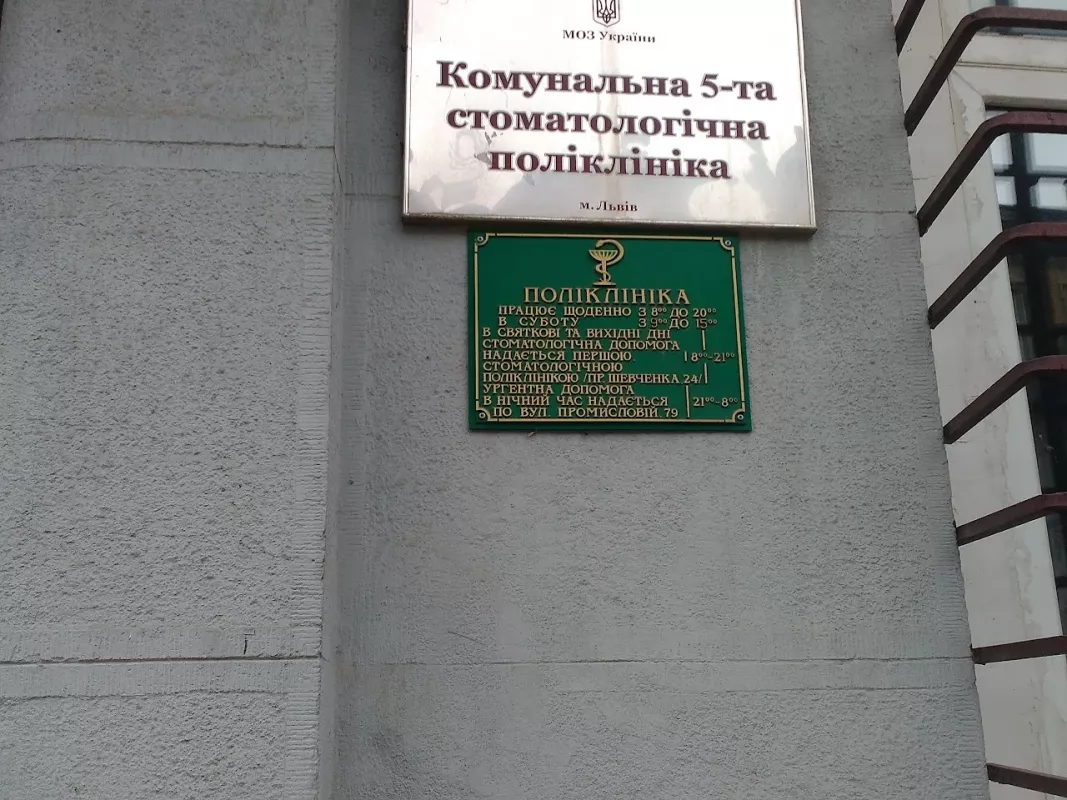 МОЗ України
Комунальна 5-та
стоматологічна
поліклініка
м. Львів
ПОЛІКЛІНІКА
ПРАЦЮЄ ЩОДЕННО З 8⁰⁰ ДО 20⁰⁰
В СУБОТУ З 9⁰⁰ ДО 15⁰⁰
В СВЯТКОВІ ТА ВИХІДНІ ДНІ
СТОМАТОЛОГІЧНА ДОПОМОГА
НАДАЄТЬСЯ ПЕРШОЮ 8⁰⁰-21⁰⁰
СТОМАТОЛОГІЧНОЮ
ПОЛІКЛІНІКОЮ /ПР. ШЕВЧЕНКА 24/
УРГЕНТНА ДОПОМОГА
В НІЧНИЙ ЧАС НАДАЄТЬСЯ 21⁰⁰-8⁰⁰
ПО ВУЛ. ПРОМИСЛОВІЙ, 79